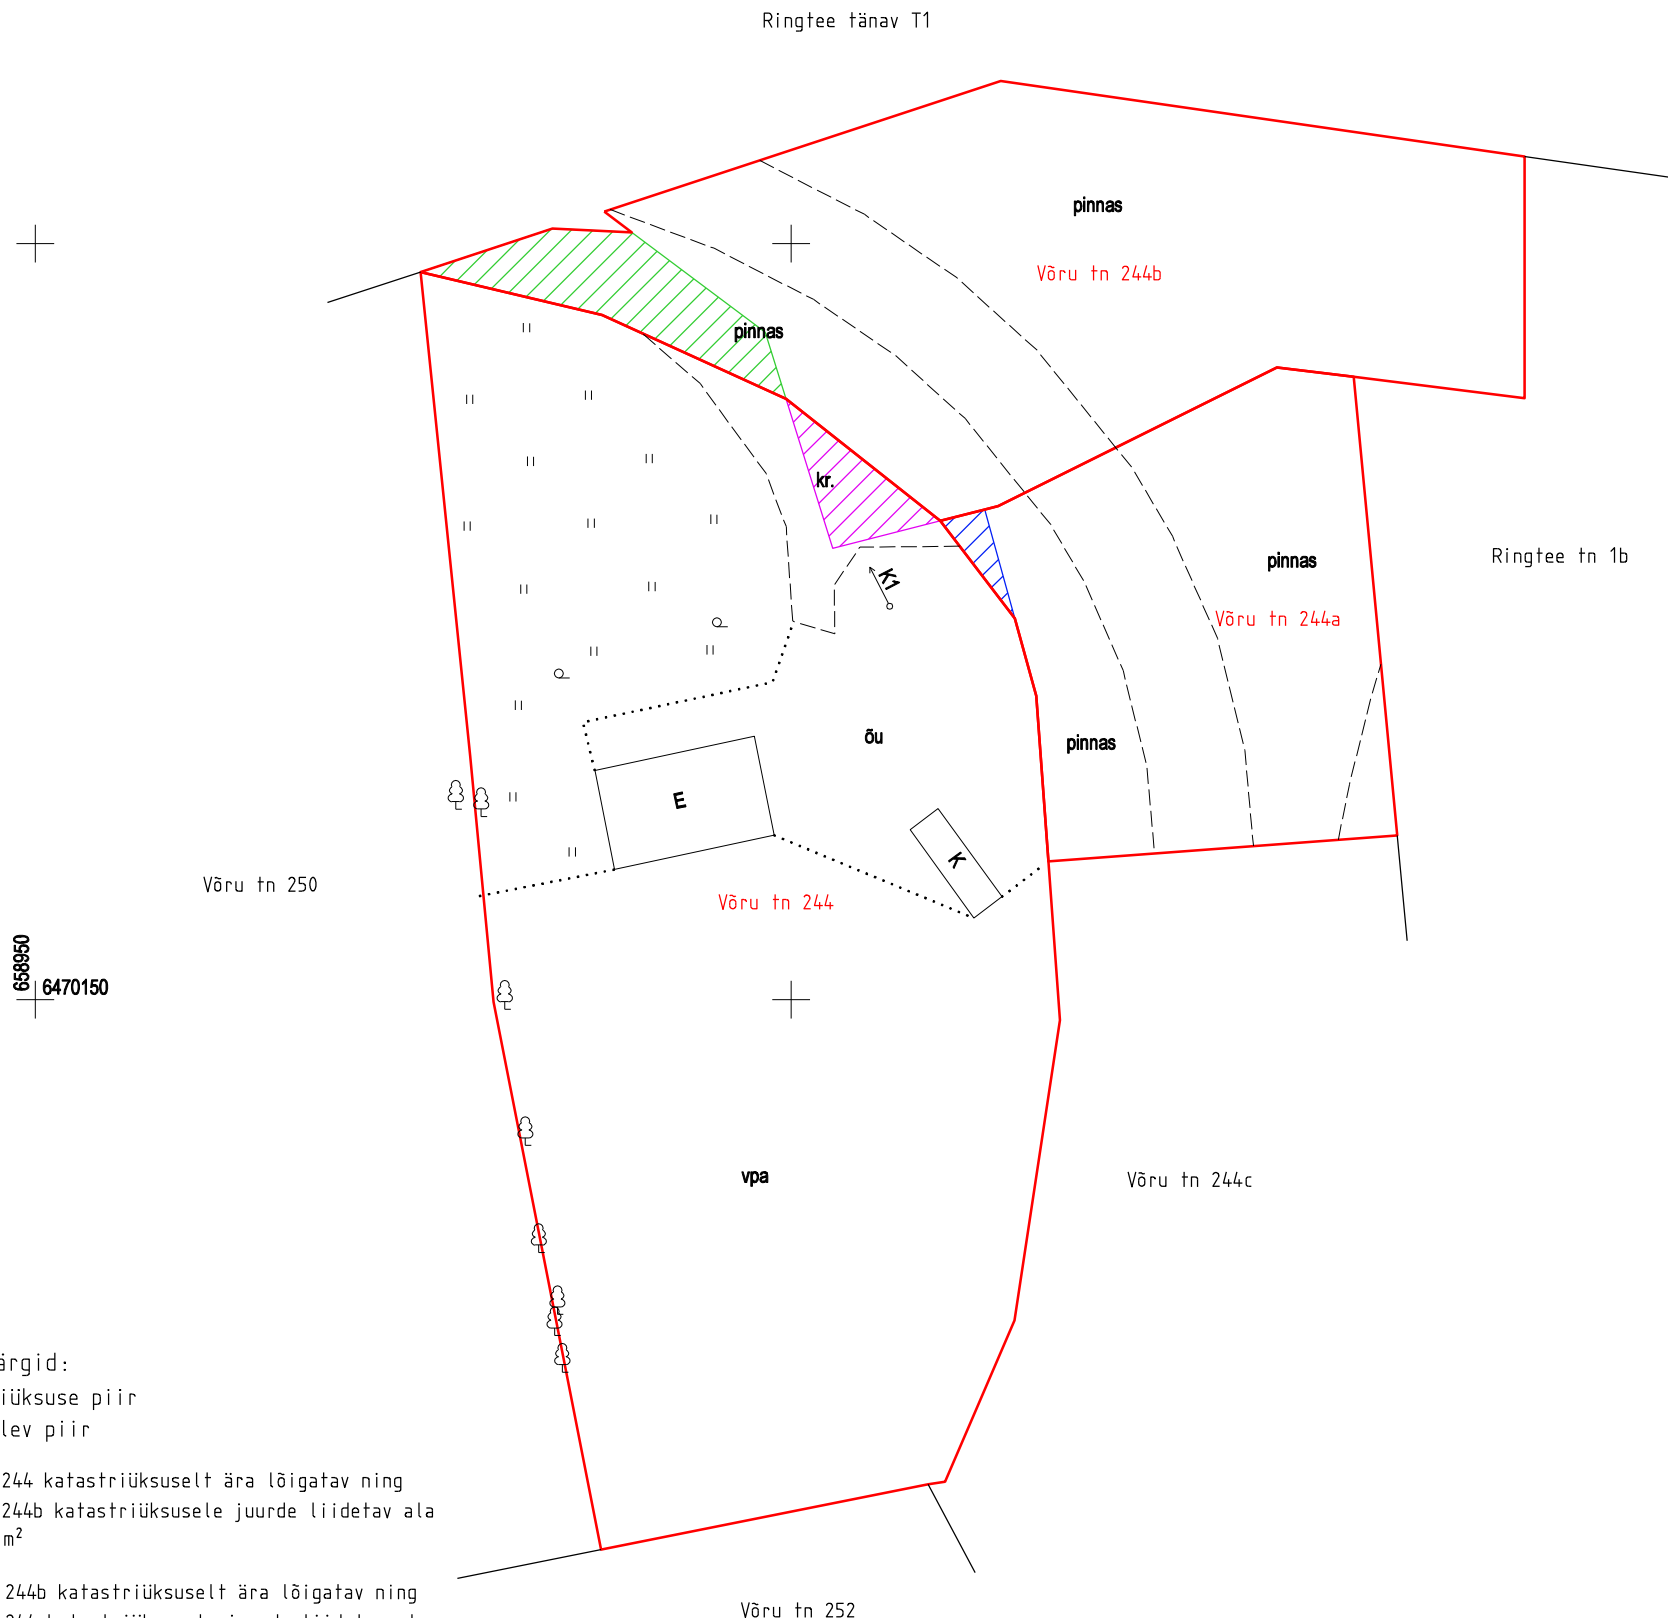 Ringtee tänav T1
pinnas
Võru tn 244b
pinnas
kr.
pinnas
Ringtee tn 1b
K1
Võru tn 244a
õu
pinnas
E
K
Võru tn 250
Võru tn 244
658950
6470150
vpa
Võru tn 244c
ärgid:
iüksuse piir
lev piir
244 katastriüksuselt ära lõigatav ning
244b katastriüksusele juurde liidetav ala
m²
244b katastriüksuselt ära lõigatav ning
Võru tn 252